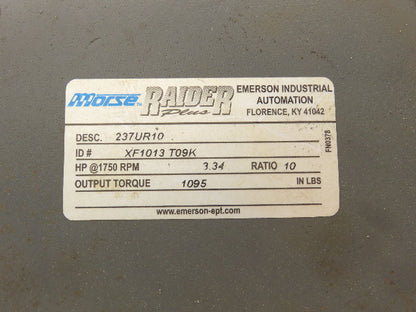 Morse RAIDER Plus EMERSON INDUSTRIAL
AUTOMATION
FLORENCE, KY 41042
DESC. 237UR10
ID # XF1013 T09K
HP @1750 RPM 3.34 RATIO 10
OUTPUT TORQUE 1095 IN LBS
www.emerson-ept.com
FN0378